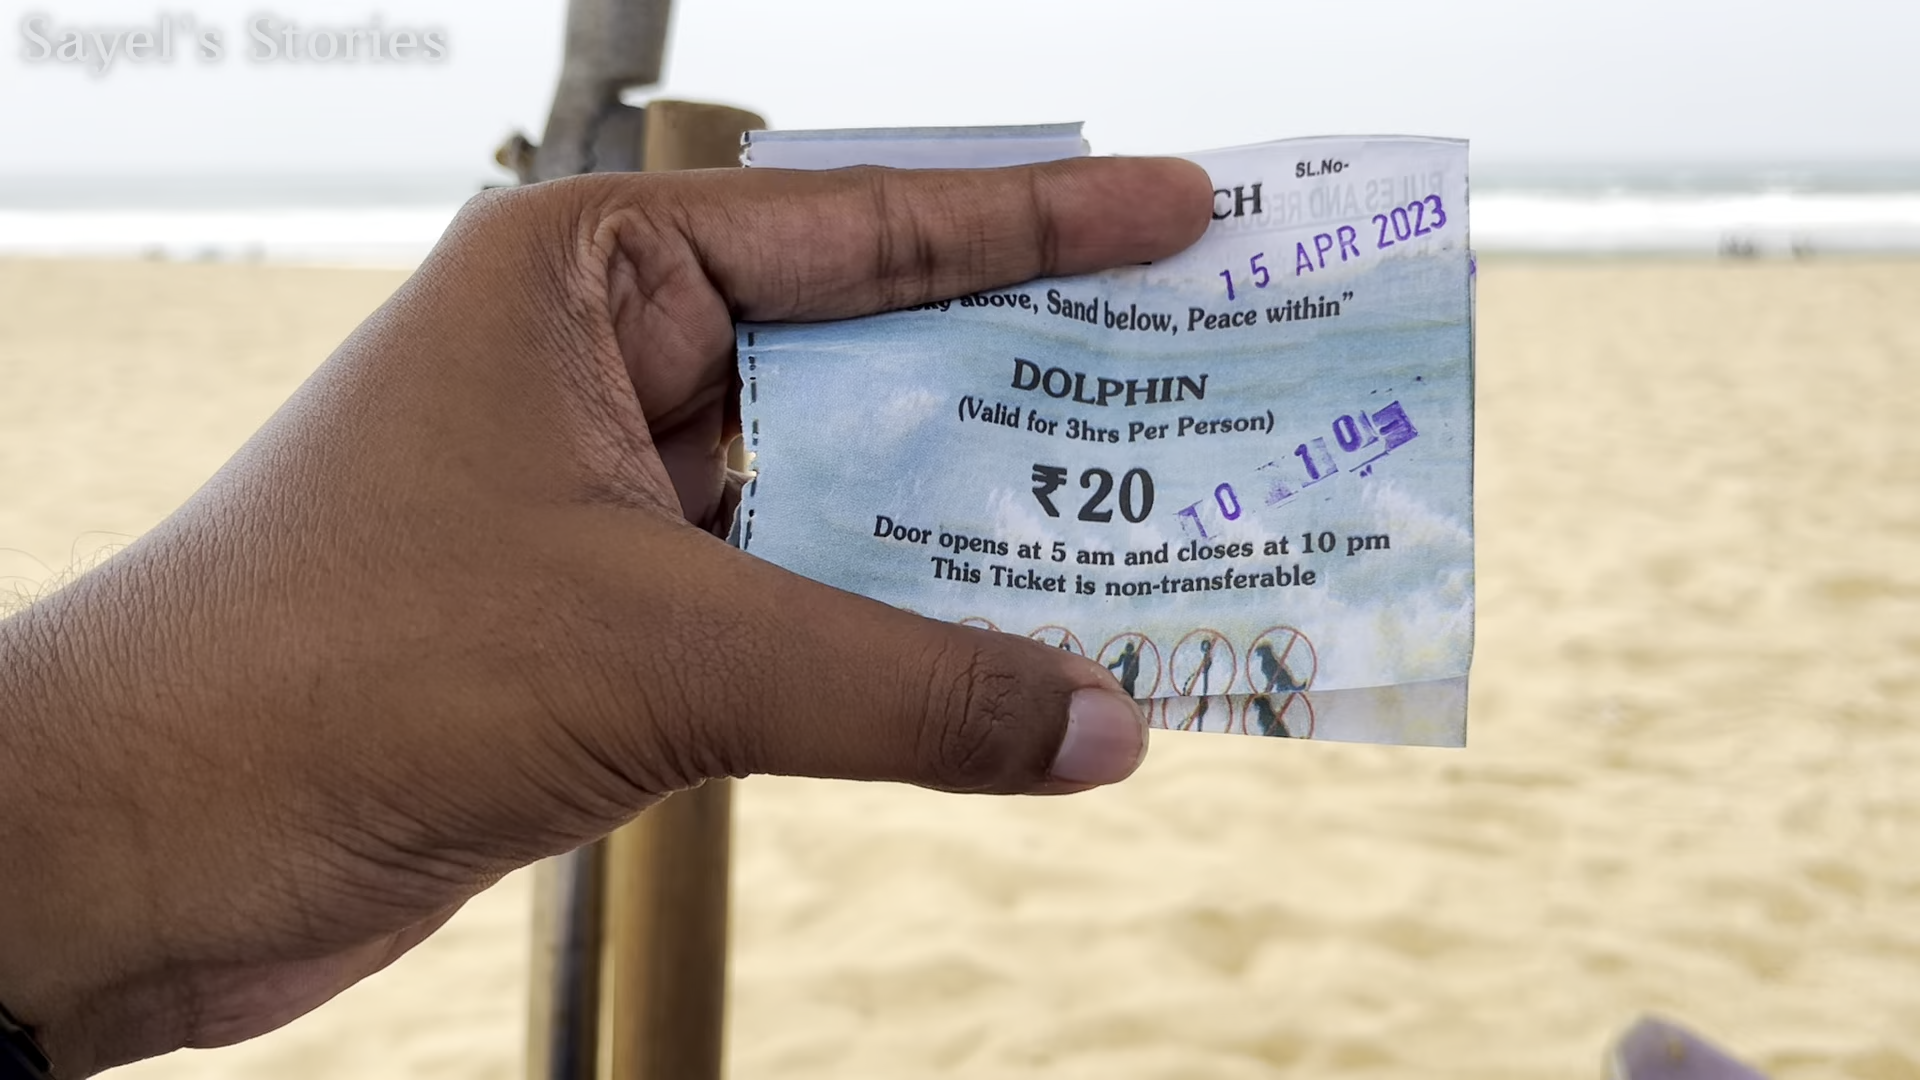 Sayel's Stories
SL.No-
CH
15 APR 2023
above, Sand below, Peace within”
DOLPHIN
(Valid for 3hrs Per Person)
₹20
Door opens at 5 am and closes at 10 pm
This Ticket is non-transferable